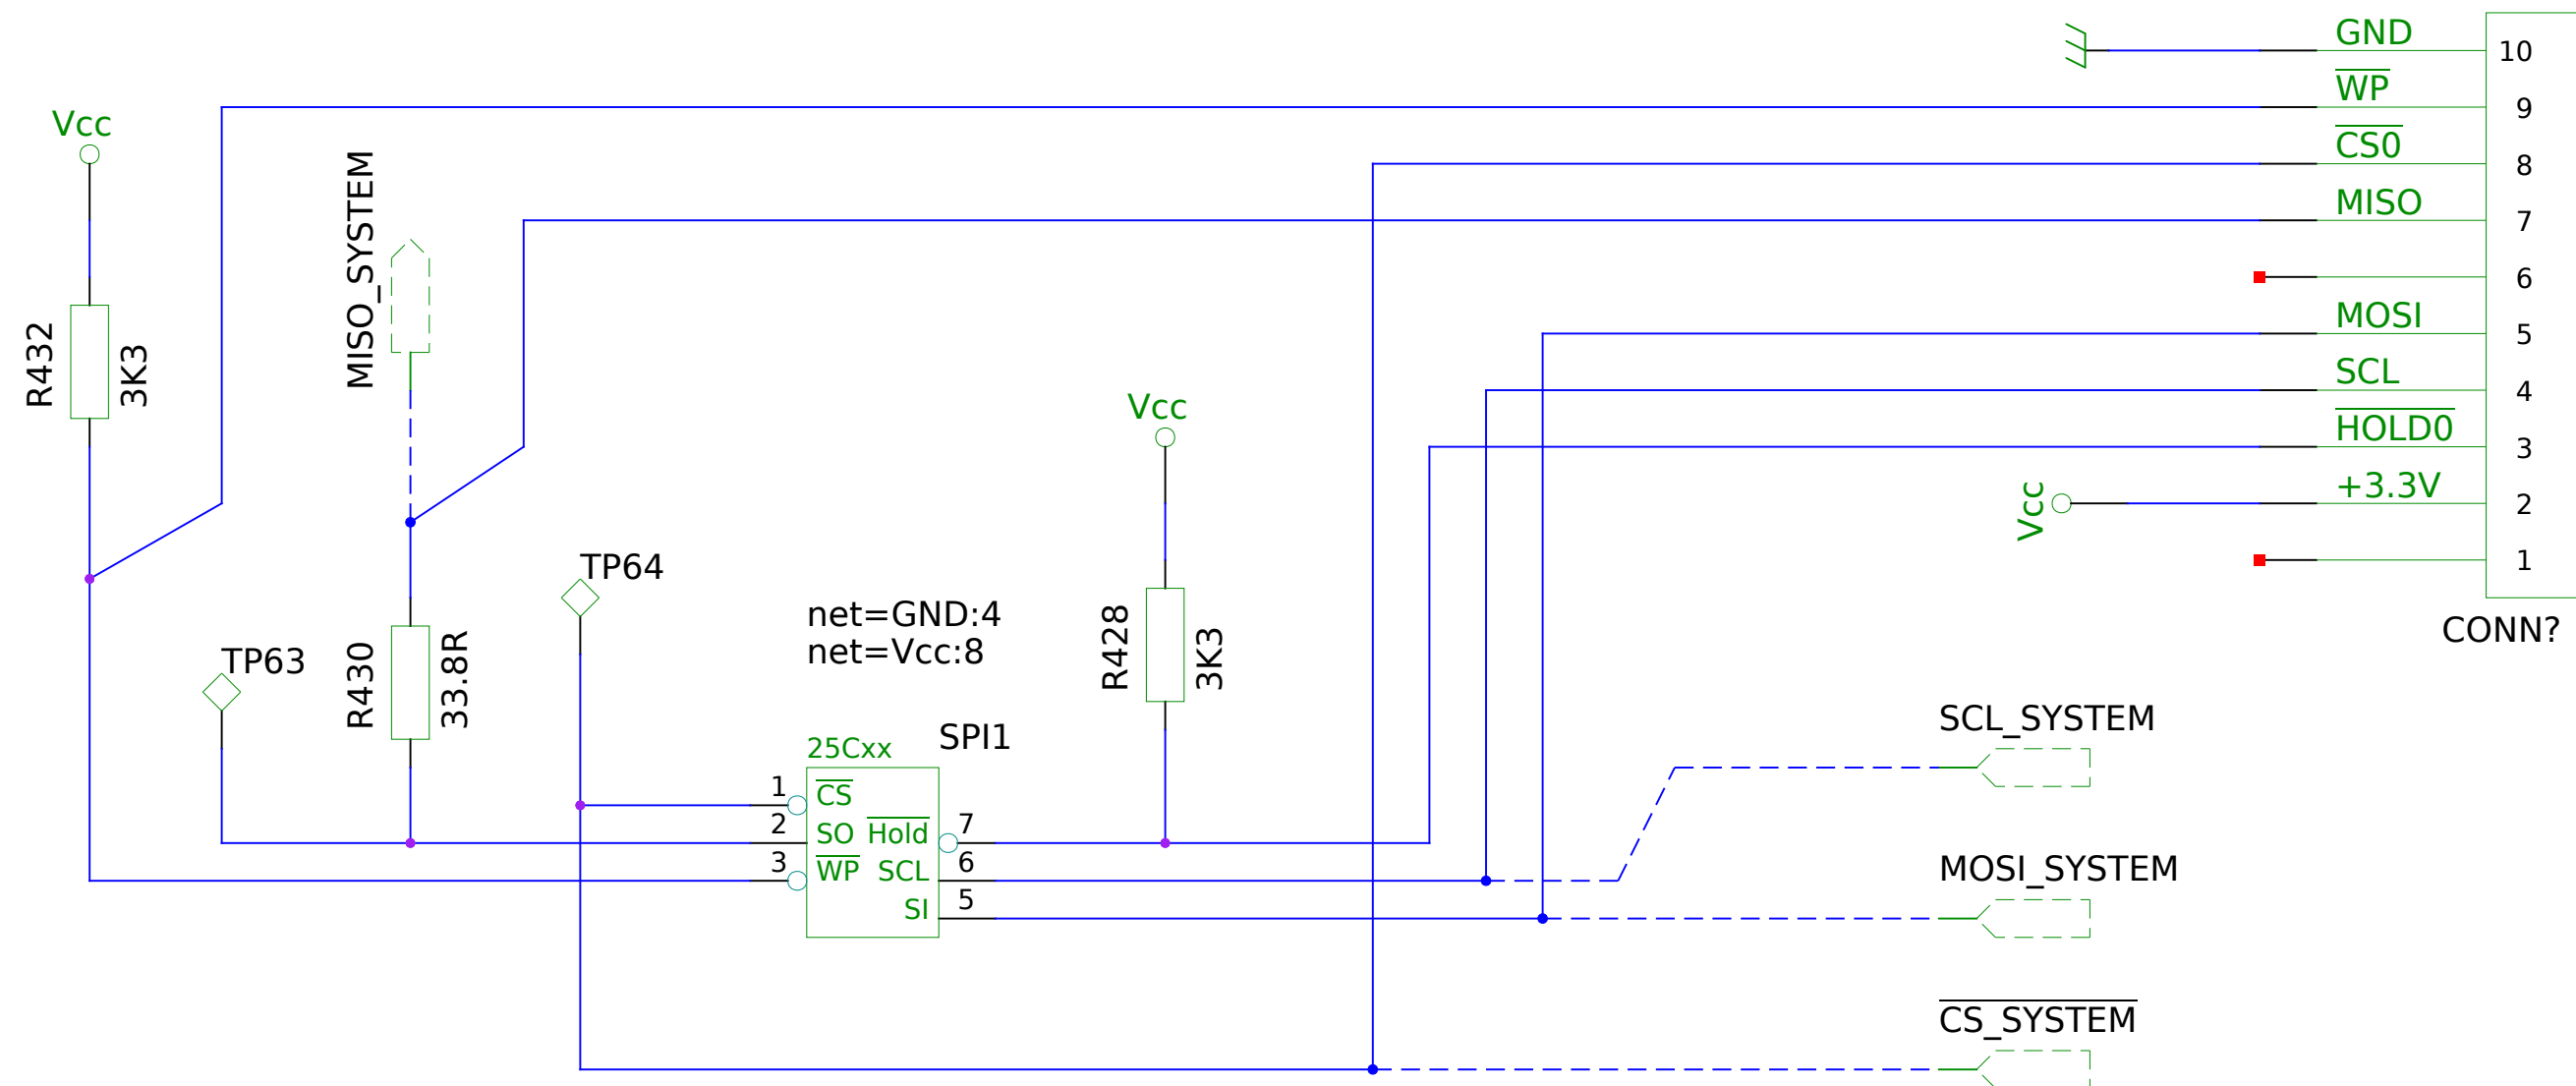 GND
10
WP
9
Vcc
CS0
8
MISO_SYSTEM
MISO
7
6
R432
3K3
MOSI
5
SCL
4
Vcc
HOLD0
3
Vcc
+3.3V
2
TP64
1
net=GND:4
net=Vcc:8
R428
3K3
CONN?
TP63
R430
33.8R
SCL_SYSTEM
25Cxx
SPI1
1
CS
2
SO
Hold
7
3
WP
SCL
6
SI
5
MOSI_SYSTEM
CS_SYSTEM